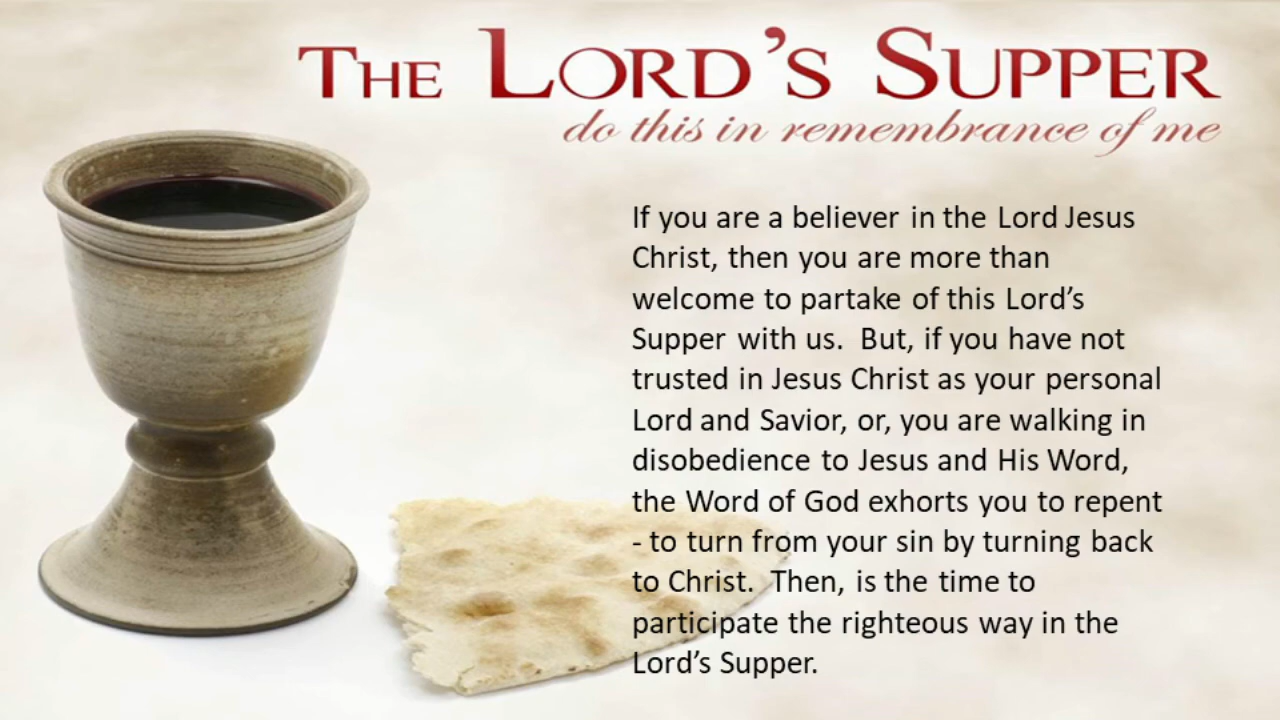 The Lord’s Supper
do this in remembrance of me
If you are a believer in the Lord Jesus
Christ, then you are more than
welcome to partake of this Lord’s
Supper with us.  But, if you have not
trusted in Jesus Christ as your personal
Lord and Savior, or, you are walking in
disobedience to Jesus and His Word,
the Word of God exhorts you to repent
- to turn from your sin by turning back
to Christ.  Then, is the time to
participate the righteous way in the
Lord’s Supper.